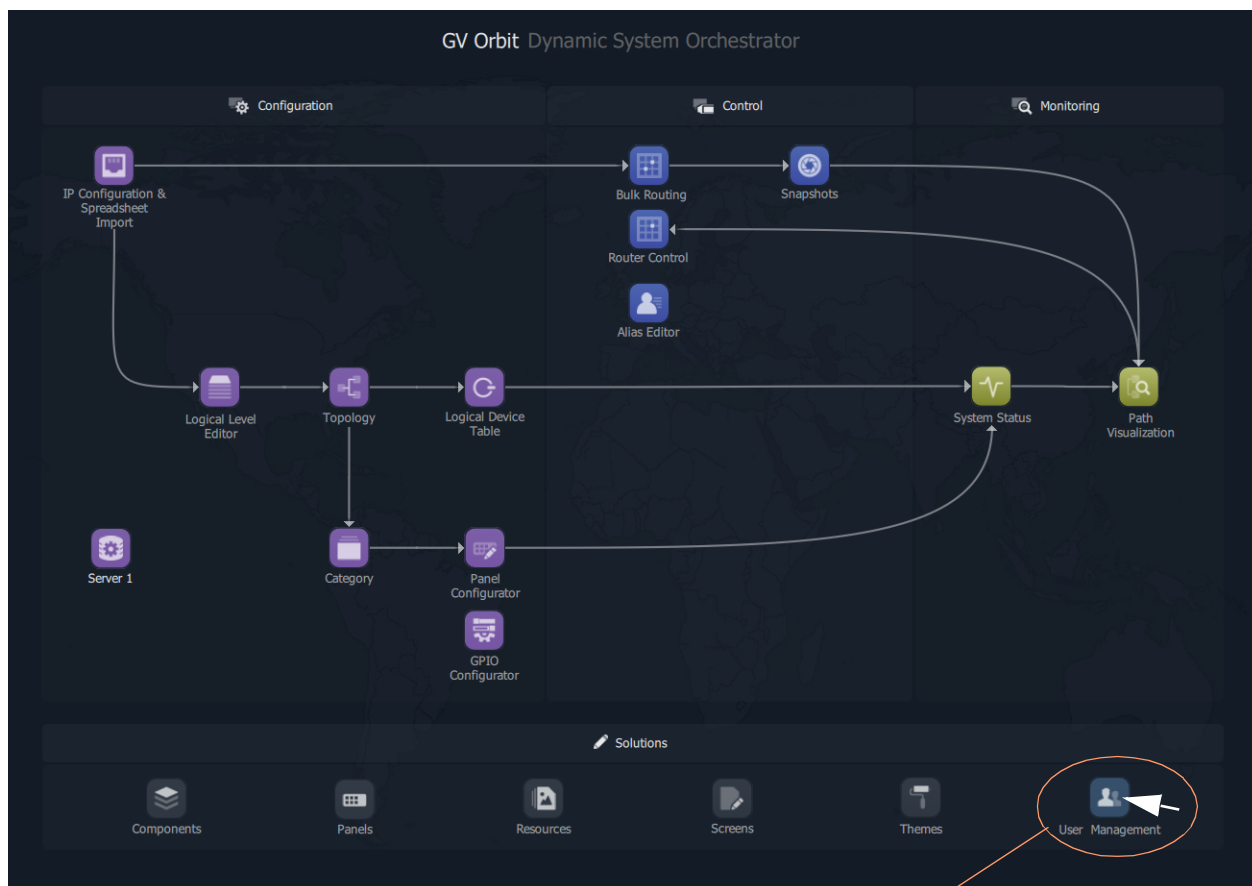 GV Orbit Dynamic System Orchestrator
Configuration
Control
Monitoring
IP Configuration &
Spreadsheet
Import
Bulk Routing
Snapshots
Router Control
Alias Editor
Logical Level
Editor
Topology
Logical Device
Table
System Status
Path
Visualization
Server 1
Category
Panel
Configurator
GPIO
Configurator
Solutions
Components
Panels
Resources
Screens
Themes
User Management